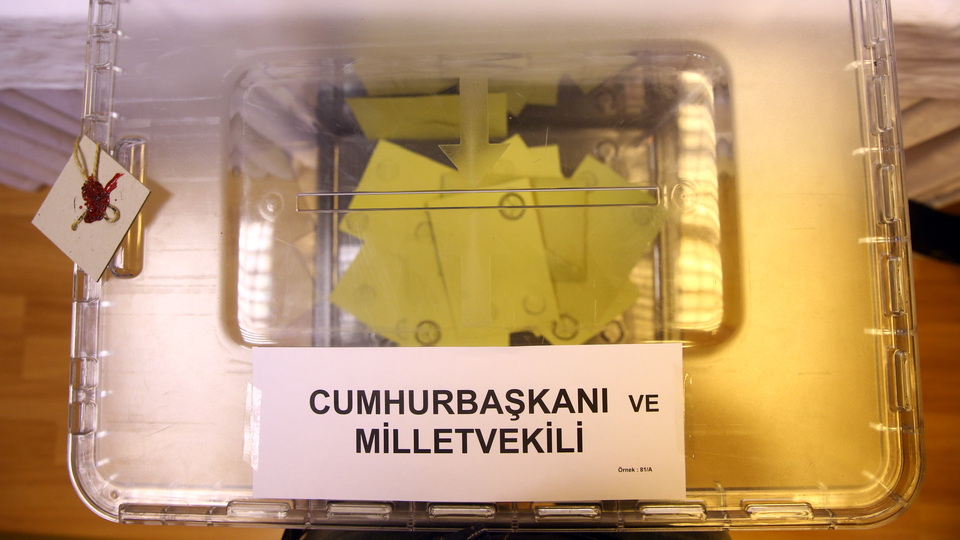 CUMHURBAŞKANI VE
MİLLETVEKİLİ
Örnek : 81/A